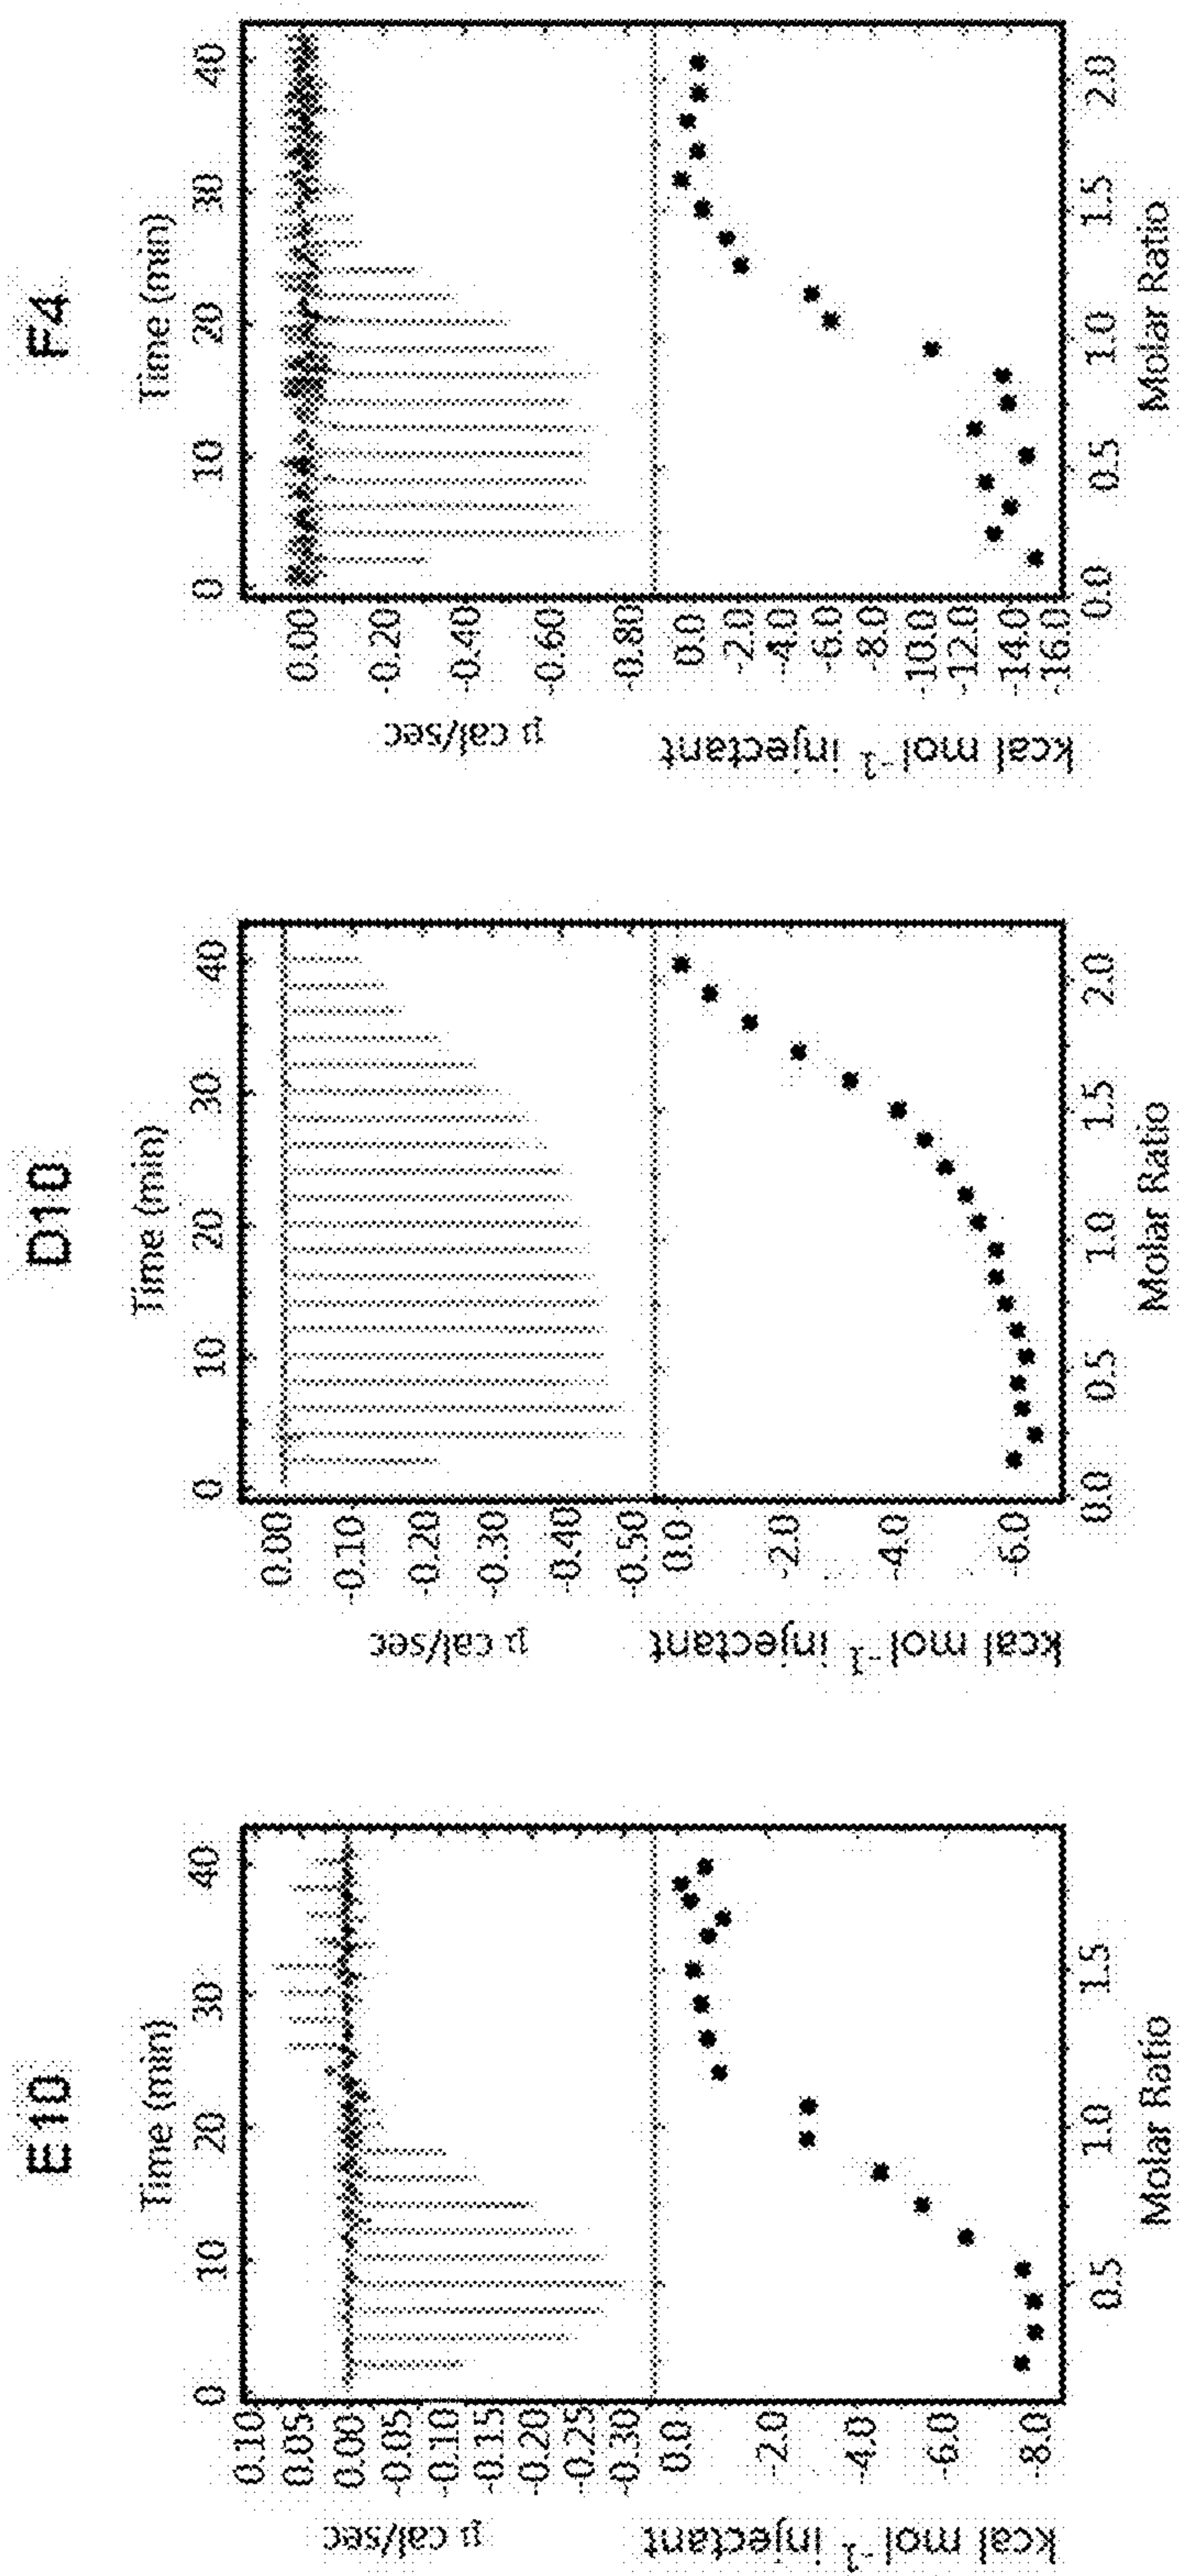 E10
Time (min)
0 10 20 30 40
0.10
0.05
0.00
-0.05
-0.10
-0.15
-0.20
-0.25
-0.30
µ cal/sec
0.0
-2.0
-4.0
-6.0
-8.0
kcal mol⁻¹ injectant
0.5 1.0 1.5
Molar Ratio
D10
Time (min)
0 10 20 30 40
0.00
-0.10
-0.20
-0.30
-0.40
-0.50
µ cal/sec
0.0
-2.0
-4.0
-6.0
kcal mol⁻¹ injectant
0.0 0.5 1.0 1.5 2.0
Molar Ratio
F4
Time (min)
0 10 20 30 40
0.00
-0.20
-0.40
-0.60
-0.80
µ cal/sec
0.0
-2.0
-4.0
-6.0
-8.0
-10.0
-12.0
-14.0
-16.0
kcal mol⁻¹ injectant
0.0 0.5 1.0 1.5 2.0
Molar Ratio